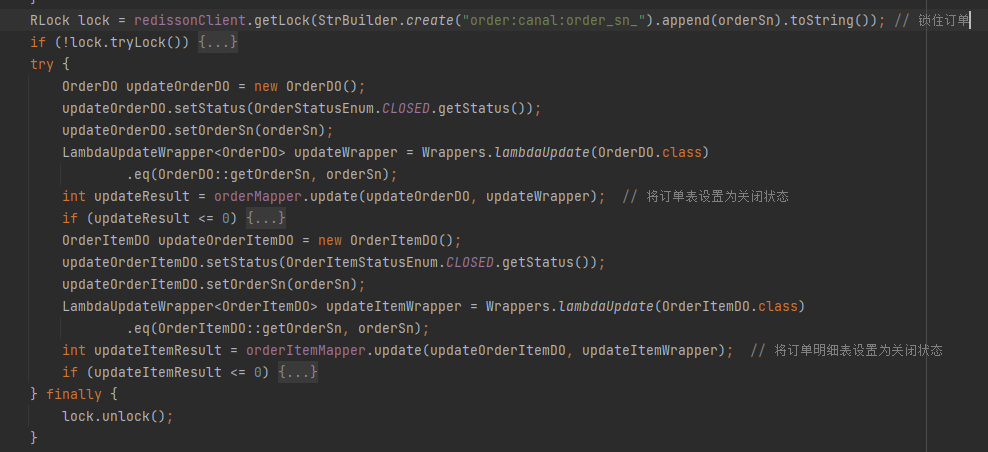 }
RLock lock = redissonClient.getLock(StrBuilder.create("order:canal:order_sn_").append(orderSn).toString()); // 锁住订单
if (!lock.tryLock()) {...}
try {
    OrderDO updateOrderDO = new OrderDO();
    updateOrderDO.setStatus(OrderStatusEnum.CLOSED.getStatus());
    updateOrderDO.setOrderSn(orderSn);
    LambdaUpdateWrapper<OrderDO> updateWrapper = Wrappers.lambdaUpdate(OrderDO.class)
            .eq(OrderDO::getOrderSn, orderSn);
    int updateResult = orderMapper.update(updateOrderDO, updateWrapper);  // 将订单表设置为关闭状态
    if (updateResult <= 0) {...}
    OrderItemDO updateOrderItemDO = new OrderItemDO();
    updateOrderItemDO.setStatus(OrderItemStatusEnum.CLOSED.getStatus());
    updateOrderItemDO.setOrderSn(orderSn);
    LambdaUpdateWrapper<OrderItemDO> updateItemWrapper = Wrappers.lambdaUpdate(OrderItemDO.class)
            .eq(OrderItemDO::getOrderSn, orderSn);
    int updateItemResult = orderItemMapper.update(updateOrderItemDO, updateItemWrapper);  // 将订单明细表设置为关闭状态
    if (updateItemResult <= 0) {...}
} finally {
    lock.unlock();
}